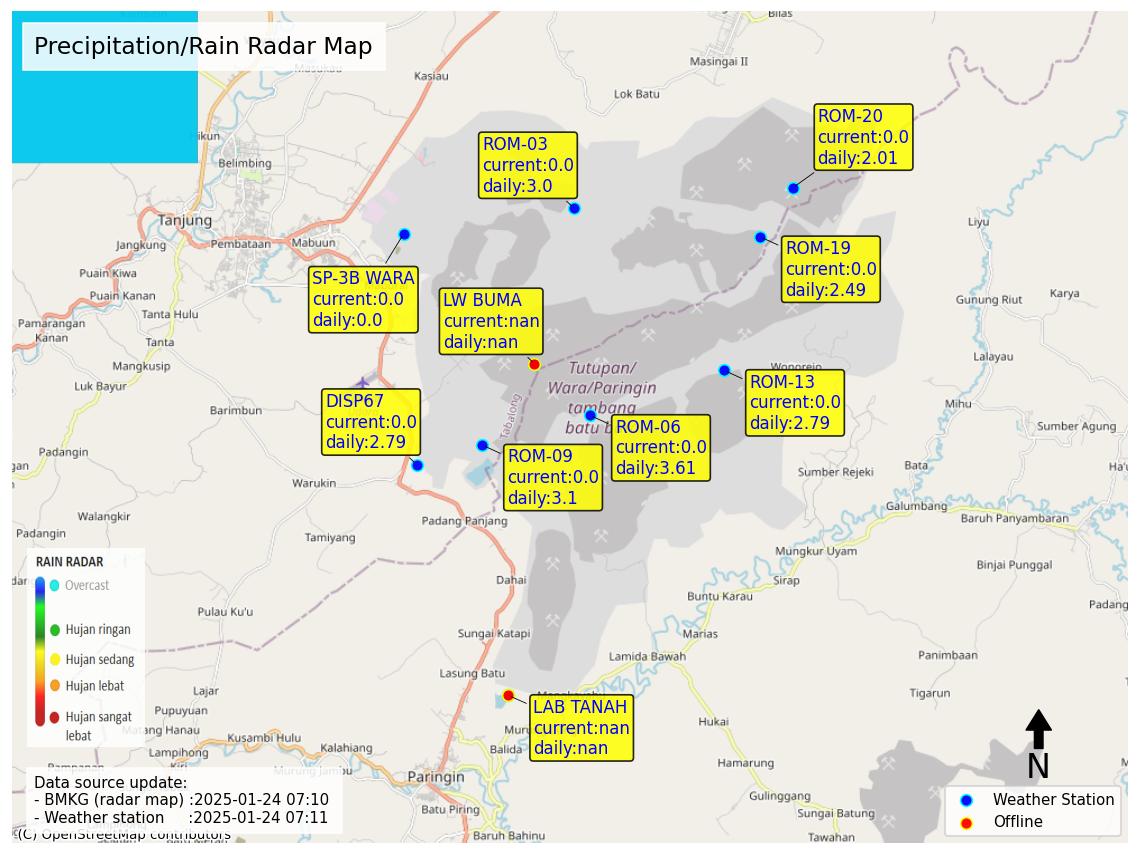 Precipitation/Rain Radar Map
Bilas
Masingai II
Kasiau
Lok Batu
Hikun
Belimbing
Tanjung
Jangkung
Pembataan
Mabuun
Puain Kiwa
Puain Kanan
Tanta Hulu
Pamarangan
Kanan
Tanta
Mangkusip
Luk Bayur
Barimbun
Padangin
Warukin
Walangkir
Padangin
Tamiyang
Padang Panjang
Dahai
Pulau Ku'u
Sungai Katapi
Lasung Batu
Lajar
Pupuyuan
Matang Hanau
Kusambi Hulu
Lampihong
Kalahiang
Murung Jambu
Paringin
Balida
Batu Piring
Baruh Bahinu
Liyu
Gunung Riut
Karya
Lalayau
Wonorejo
Mihu
Sumber Agung
Bata
Sumber Rejeki
Galumbang
Baruh Panyambaran
Mungkur Uyam
Binjai Punggal
Sirap
Buntu Karau
Padang
Marias
Lamida Bawah
Panimbaan
Tigarun
Hukai
Hamarung
Gulinggang
Sungai Batung
Tawahan
Tabalong
Tutupan/
Wara/Paringin
tambang
batu
ROM-03
current:0.0
daily:3.0
ROM-20
current:0.0
daily:2.01
SP-3B WARA
current:0.0
daily:0.0
LW BUMA
current:nan
daily:nan
ROM-19
current:0.0
daily:2.49
ROM-13
current:0.0
daily:2.79
DISP67
current:0.0
daily:2.79
ROM-06
current:0.0
daily:3.61
ROM-09
current:0.0
daily:3.1
LAB TANAH
current:nan
daily:nan
RAIN RADAR
Overcast
Hujan ringan
Hujan sedang
Hujan lebat
Hujan sangat
lebat
Data source update:
- BMKG (radar map) :2025-01-24 07:10
- Weather station :2025-01-24 07:11
(C) OpenStreetMap contributors
N
Weather Station
Offline